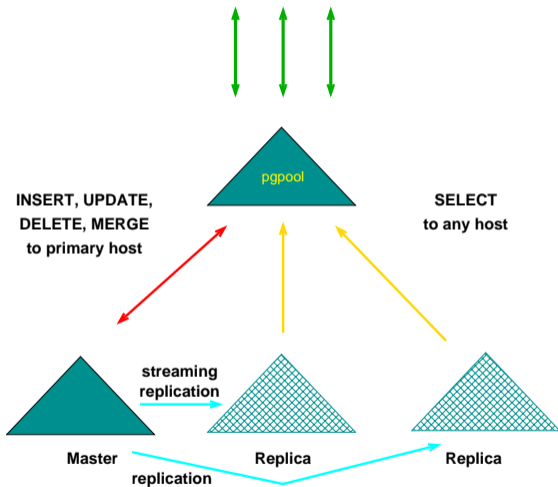 pgpool
INSERT, UPDATE,
DELETE, MERGE
to primary host
SELECT
to any host
streaming
replication
Master
Replica
Replica
replication